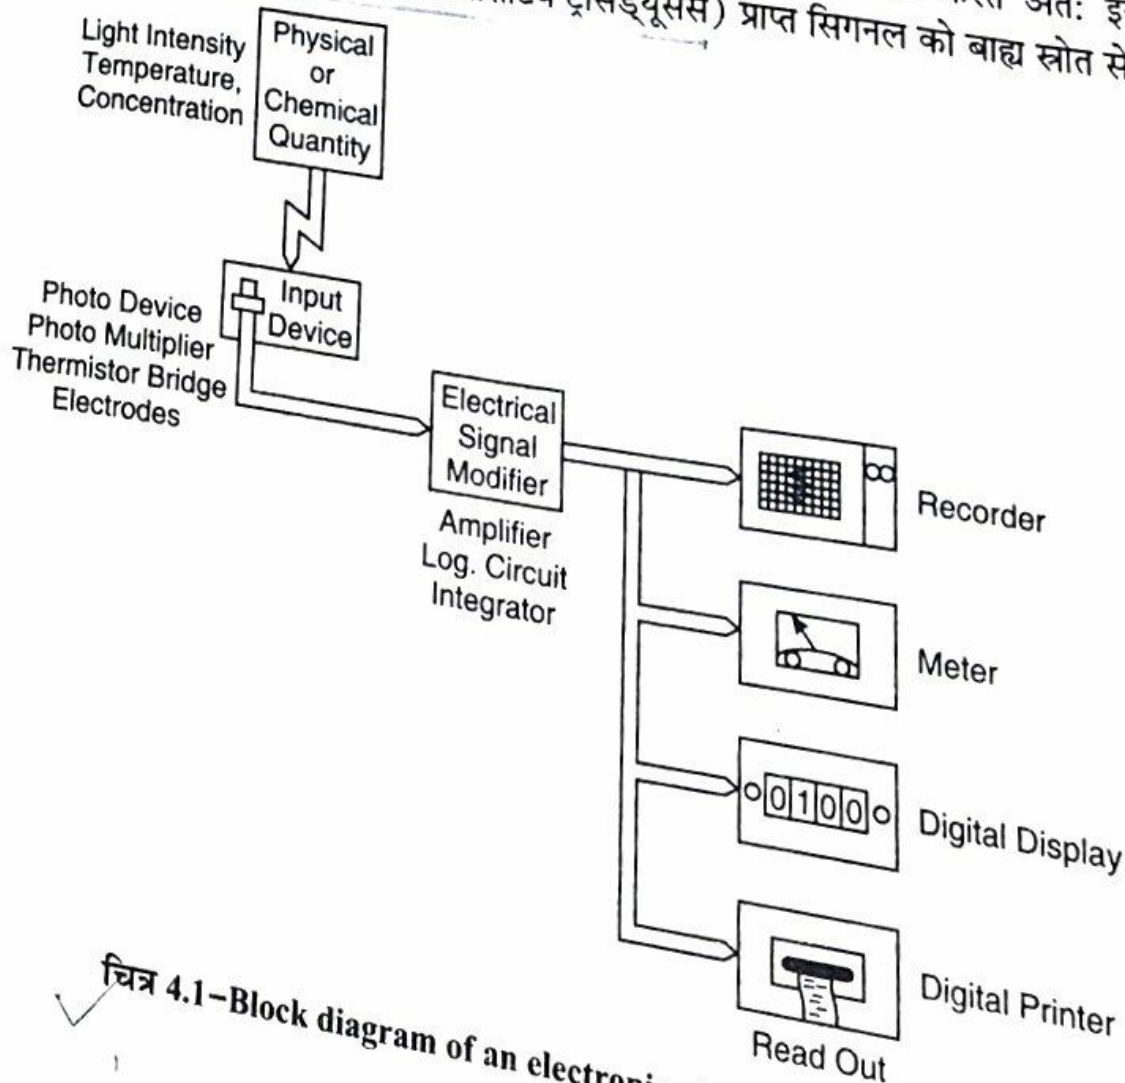 प्राप्त सिगनल को बाह्य स्रोत से
Light Intensity
Temperature,
Concentration
Physical
or
Chemical
Quantity
Photo Device
Photo Multiplier
Thermistor Bridge
Electrodes
Input
Device
Electrical
Signal
Modifier
Amplifier
Log. Circuit
Integrator
Recorder
Meter
0100
Digital Display
Digital Printer
Read Out
चित्र 4.1–Block diagram of an